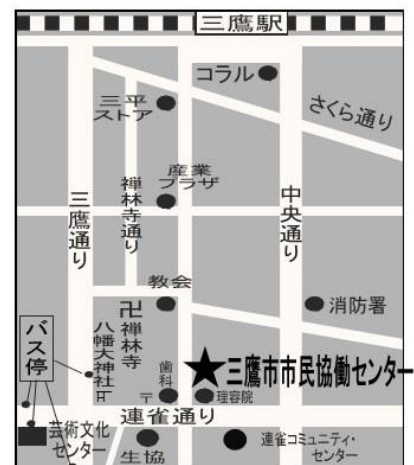 三鷹駅
コラル
三平
ストア
さくら通り
産業
プラザ
三鷹通り
禅林寺通り
中央通り
教会
消防署
卍
禅林寺
八幡大神社
バス停
歯科
★三鷹市市民協働センター
〒
理容院
連雀通り
芸術文化
センター
生協
連雀コミュニティ・
センター